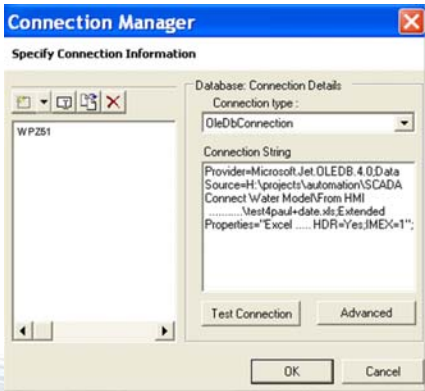 Connection Manager
Specify Connection Information
WPZ61
Database: Connection Details
Connection type :
OleDbConnection
Connection String
Provider=Microsoft.Jet.OLEDB.4.0;Data
Source=H:\projects\automation\SCADA
Connect Water Model\From HMI
...........\test4paul+date.xls;Extended
Properties="Excel ..... HDR=Yes;IMEX=1";
Test Connection
Advanced
OK
Cancel